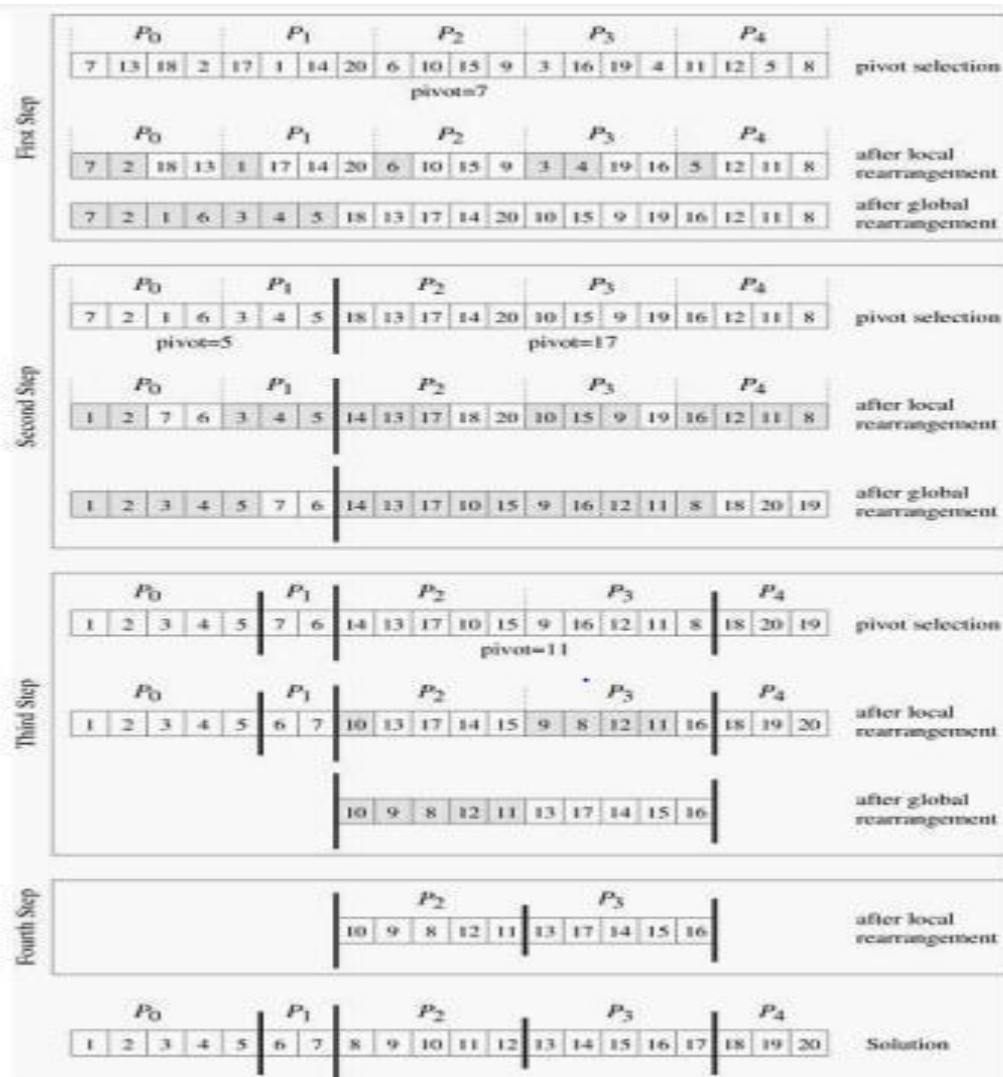 First Step
P0 P1 P2 P3 P4
7 13 18 2 17 1 14 20 6 10 15 9 3 16 19 4 11 12 5 8 pivot selection
pivot=7
P0 P1 P2 P3 P4
7 2 18 13 1 17 14 20 6 10 15 9 3 4 19 16 5 12 11 8 after local
rearrangement
7 2 1 6 3 4 5 18 13 17 14 20 10 15 9 19 16 12 11 8 after global
rearrangement
Second Step
P0 P1 P2 P3 P4
7 2 1 6 3 4 5 18 13 17 14 20 10 15 9 19 16 12 11 8 pivot selection
pivot=5 pivot=17
P0 P1 P2 P3 P4
1 2 7 6 3 4 5 14 13 17 18 20 10 15 9 19 16 12 11 8 after local
rearrangement
1 2 3 4 5 7 6 14 13 17 10 15 9 16 12 11 8 18 20 19 after global
rearrangement
Third Step
P0 P1 P2 P3 P4
1 2 3 4 5 7 6 14 13 17 10 15 9 16 12 11 8 18 20 19 pivot selection
pivot=11
P0 P1 P2 P3 P4
1 2 3 4 5 6 7 10 13 17 14 15 9 8 12 11 16 18 19 20 after local
rearrangement
10 9 8 12 11 13 17 14 15 16 after global
rearrangement
Fourth Step
P2 P3
10 9 8 12 11 13 17 14 15 16 after local
rearrangement
P0 P1 P2 P3 P4
1 2 3 4 5 6 7 8 9 10 11 12 13 14 15 16 17 18 19 20 Solution